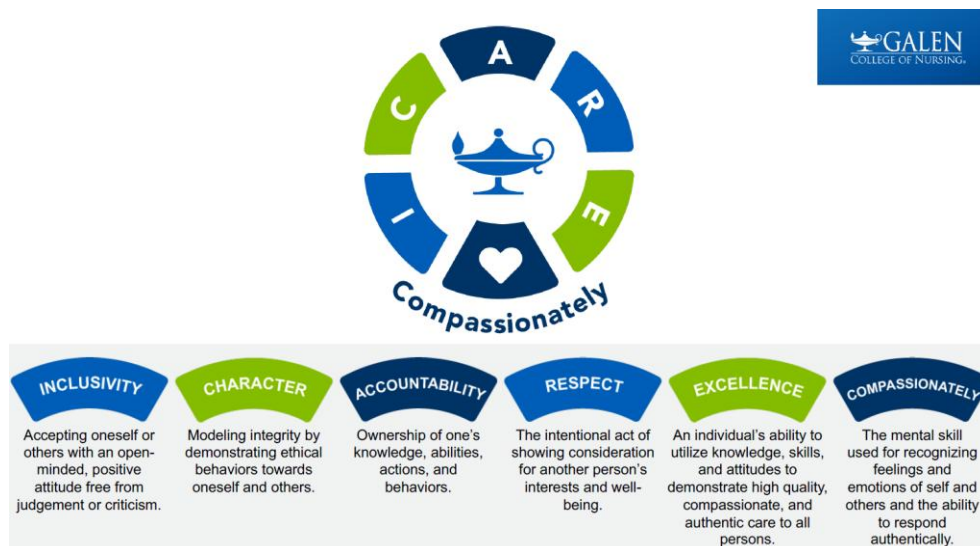 GALEN
COLLEGE OF NURSING®
I C A R E
Compassionately
INCLUSIVITY
Accepting oneself or
others with an open-
minded, positive
attitude free from
judgement or criticism.
CHARACTER
Modeling integrity by
demonstrating ethical
behaviors towards
oneself and others.
ACCOUNTABILITY
Ownership of one's
knowledge, abilities,
actions, and
behaviors.
RESPECT
The intentional act of
showing consideration
for another person's
interests and well-
being.
EXCELLENCE
An individual's ability to
utilize knowledge, skills,
and attitudes to
demonstrate high quality,
compassionate, and
authentic care to all
persons.
COMPASSIONATELY
The mental skill
used for recognizing
feelings and
emotions of self and
others and the ability
to respond
authentically.